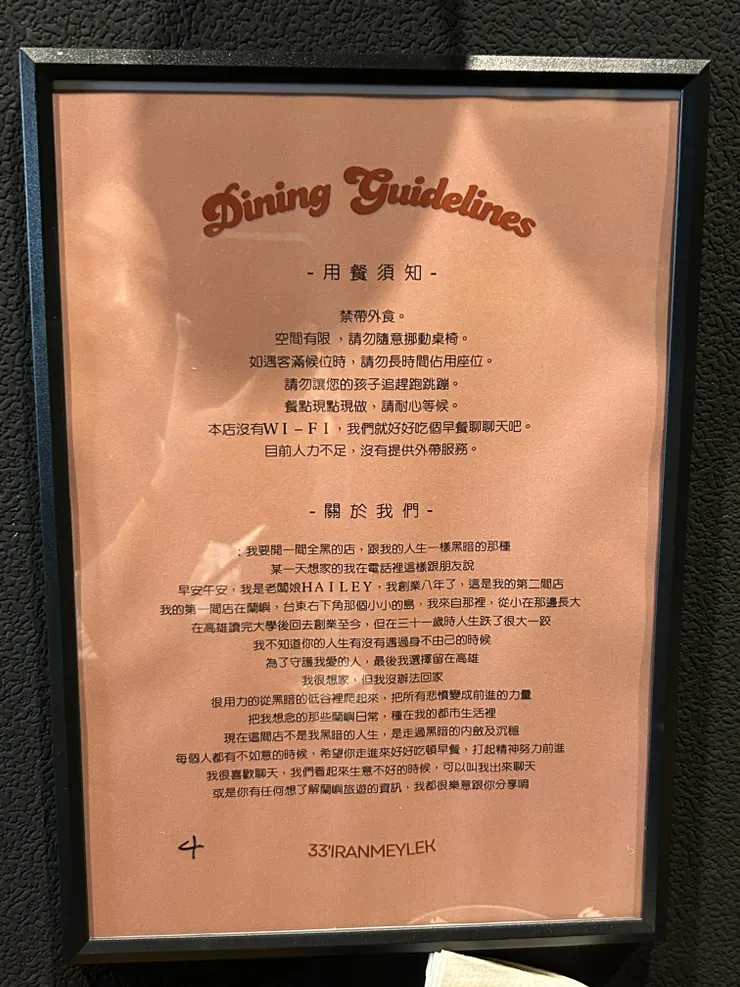 Dining Guidelines
-用餐須知-
禁帶外食。
空間有限，請勿隨意挪動桌椅。
如遇客滿候位時，請勿長時間佔用座位。
請勿讓您的孩子追趕跑跳蹦。
餐點現點現做，請耐心等候。
本店沒有WI-FI，我們就好好吃個早餐聊聊天吧。
目前人力不足，沒有提供外帶服務。
-關於我們-
：我要開一間全黑的店，跟我的人生一樣黑暗的那種
某一天想家的我在電話裡這樣跟朋友說
早安午安，我是老闆娘HAILEY，我創業八年了，這是我的第二間店
我的第一間店在蘭嶼，台東右下角那個小小的島，我來自那裡，從小在那邊長大
在高雄讀完大學後回去創業至今，但在三十一歲時人生跌了很大一跤
我不知道你的人生有沒有遇過身不由己的時候
為了守護我愛的人，最後我選擇留在高雄
我很想家，但我沒辦法回家
很用力的從黑暗的低谷裡爬起來，把所有悲憤變成前進的力量
把我想念的那些蘭嶼日常，種在我的都市生活裡
現在這間店不是我黑暗的人生，是走過黑暗的內斂及沉穩
每個人都有不如意的時候，希望你走進來好好吃頓早餐，打起精神努力前進
我很喜歡聊天，我們看起來生意不好的時候，可以叫我出來聊天
或是你有任何想了解蘭嶼旅遊的資訊，我都很樂意跟你分享唷
4
33'IRANMEYLEK